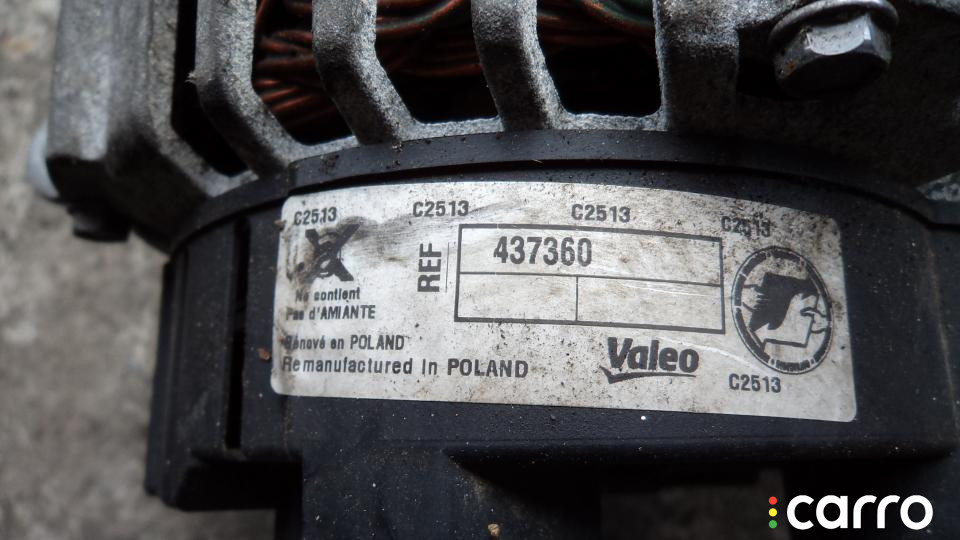 C2513 C2513 C2513 C2513
REF 437360
Ne contient
Pas d'AMIANTE
Rénové en POLAND
Remanufactured in POLAND
Valeo
C2513
carro